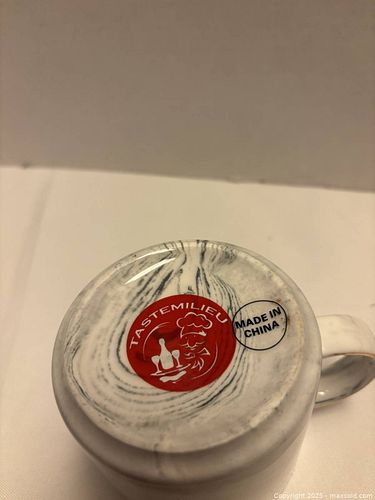 TASTEMILIEU
MADE IN
CHINA
Copyright 2025 - maxsold.com